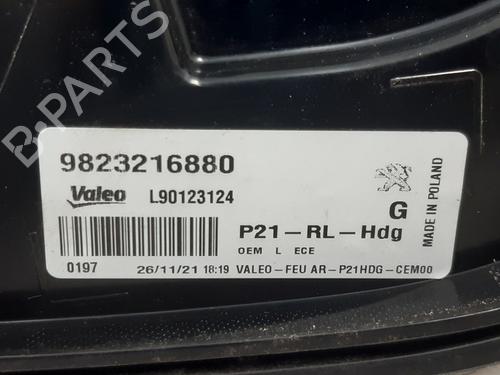 B-PARTS
9823216880
Valeo L90123124
G
MADE IN POLAND
P21-RL-Hdg
OEM L ECE
0197 26/11/21 18:19 VALEO-FEU AR-P21HDG-CEM00